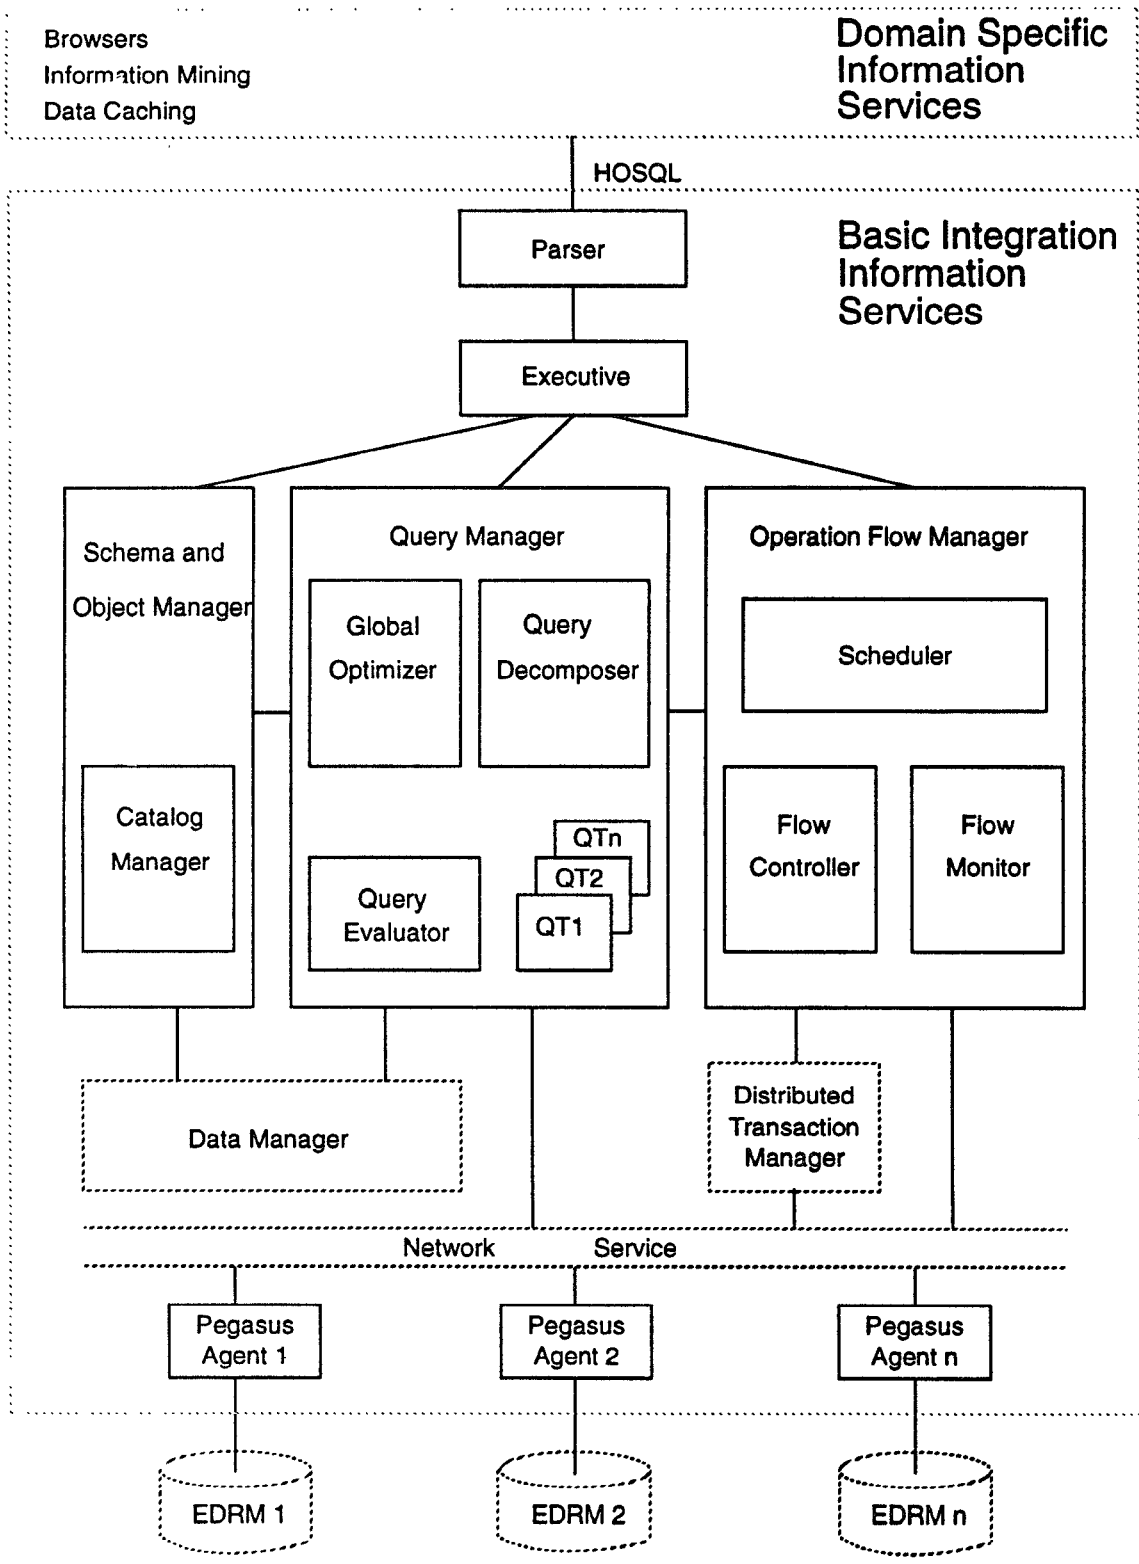 Browsers
Information Mining
Data Caching
Domain Specific
Information
Services
HOSQL
Basic Integration
Information
Services
Parser
Executive
Schema and
Object Manager
Catalog
Manager
Query Manager
Global
Optimizer
Query
Decomposer
Query
Evaluator
QTn
QT2
QT1
Operation Flow Manager
Scheduler
Flow
Controller
Flow
Monitor
Data Manager
Distributed
Transaction
Manager
Network Service
Pegasus
Agent 1
Pegasus
Agent 2
Pegasus
Agent n
EDRM 1
EDRM 2
EDRM n